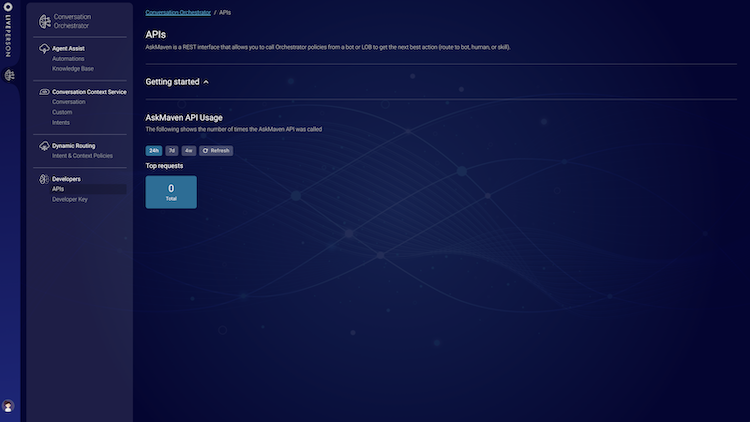 LIVEPERSON
Conversation
Orchestrator
Agent Assist
Automations
Knowledge Base
Conversation Context Service
Conversation
Custom
Intents
Dynamic Routing
Intent & Context Policies
Developers
APIs
Developer Key
Conversation Orchestrator / APIs
APIs
AskMaven is a REST interface that allows you to call Orchestrator policies from a bot or LOB to get the next best action (route to bot, human, or skill).
Getting started
AskMaven API Usage
The following shows the number of times the AskMaven API was called
24h 7d 4w Refresh
Top requests
0
Total